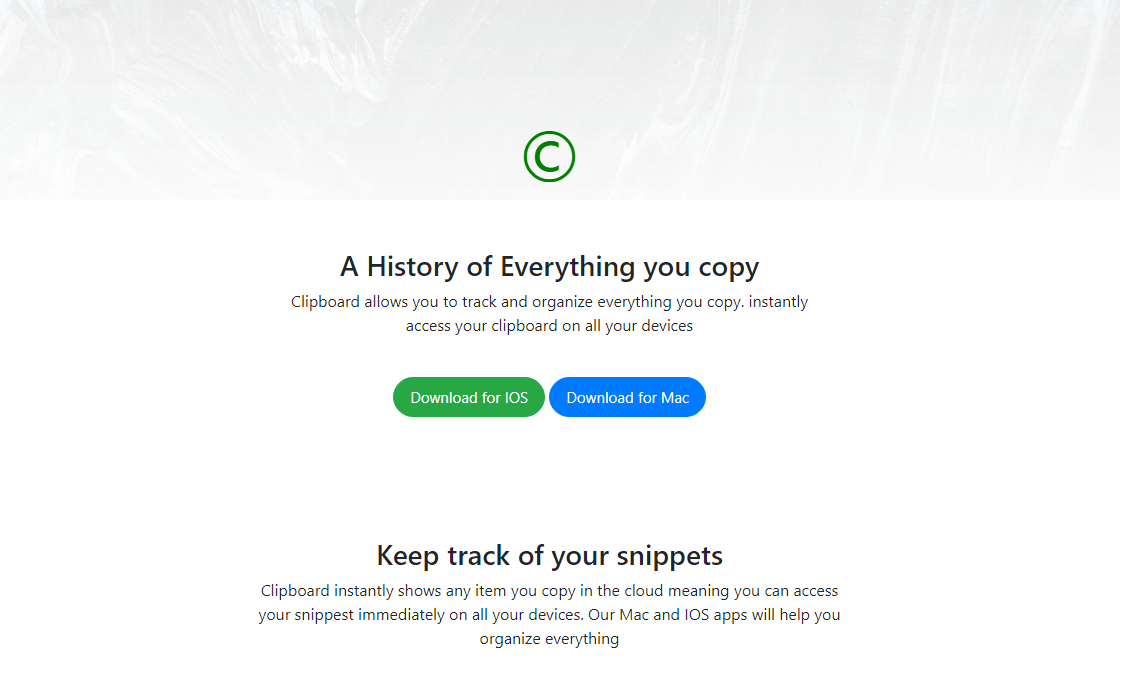 ©
A History of Everything you copy
Clipboard allows you to track and organize everything you copy. instantly
access your clipboard on all your devices
Download for IOS
Download for Mac
Keep track of your snippets
Clipboard instantly shows any item you copy in the cloud meaning you can access
your snippest immediately on all your devices. Our Mac and IOS apps will help you
organize everything